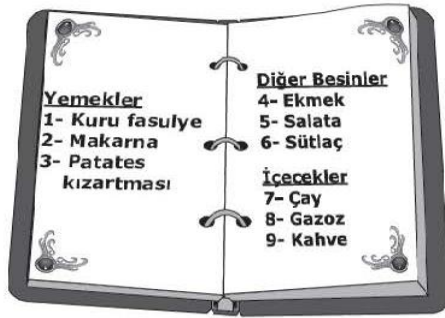 Yemekler
1- Kuru fasulye
2- Makarna
3- Patates
kızartması
Diğer Besinler
4- Ekmek
5- Salata
6- Sütlaç
İçecekler
7- Çay
8- Gazoz
9- Kahve